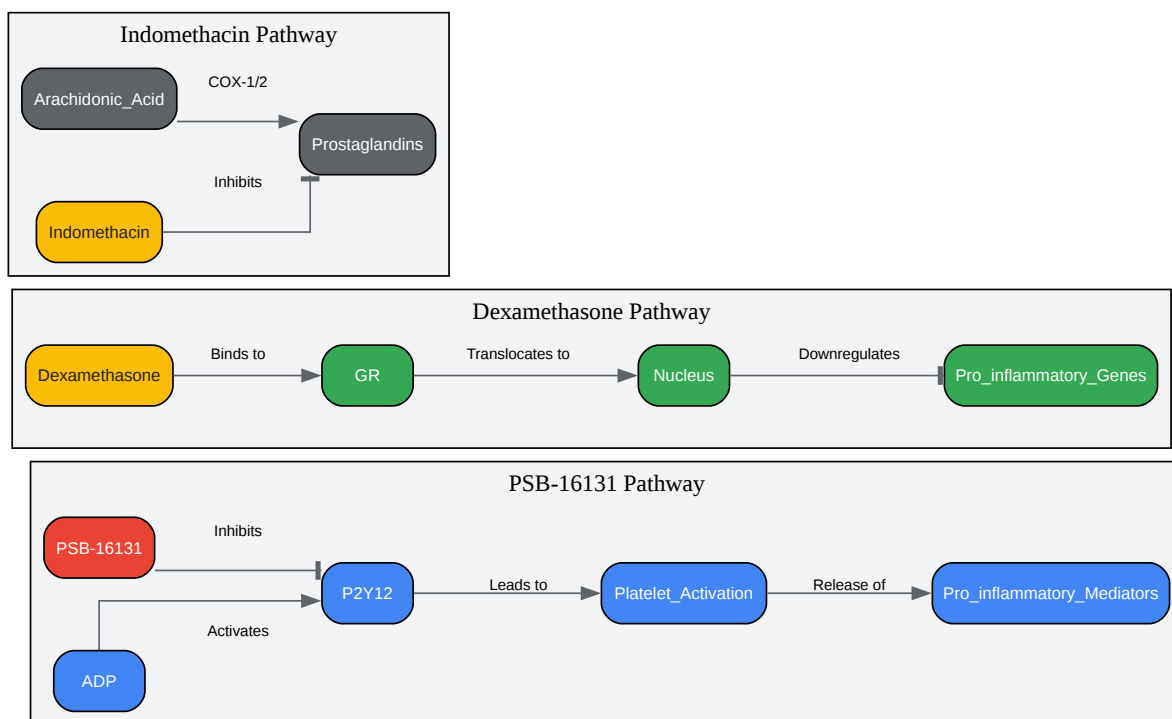 Indomethacin Pathway
COX-1/2
Arachidonic_Acid
Prostaglandins
Inhibits
Indomethacin
Dexamethasone Pathway
Binds to
Translocates to
Downregulates
Dexamethasone
GR
Nucleus
Pro_inflammatory_Genes
PSB-16131 Pathway
Inhibits
PSB-16131
Leads to
Release of
P2Y12
Platelet_Activation
Pro_inflammatory_Mediators
Activates
ADP